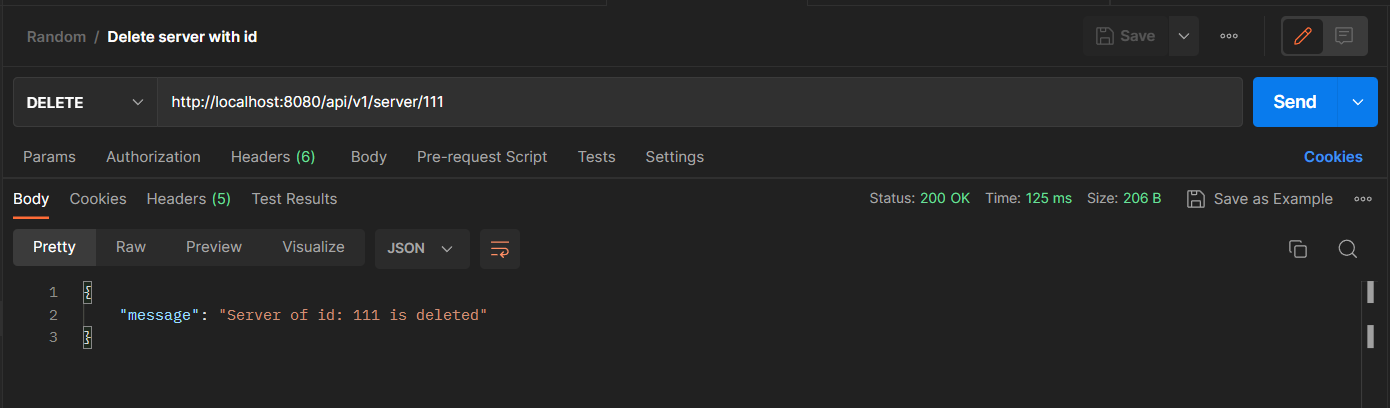 Random / Delete server with id
Save
DELETE
http://localhost:8080/api/v1/server/111
Send
Params Authorization Headers (6) Body Pre-request Script Tests Settings Cookies
Body Cookies Headers (5) Test Results Status: 200 OK Time: 125 ms Size: 206 B Save as Example
Pretty Raw Preview Visualize JSON
1 {
2 "message": "Server of id: 111 is deleted"
3 }